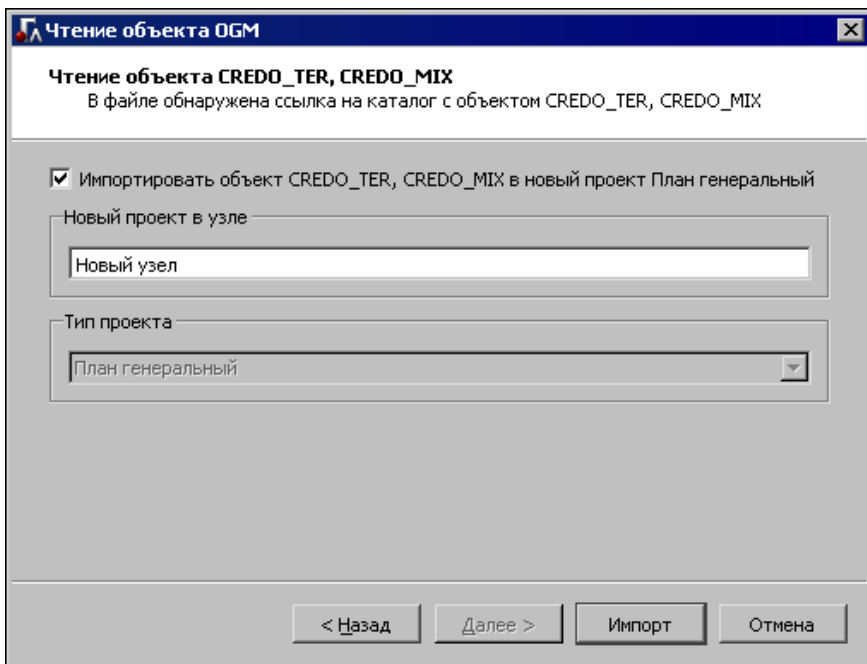 Чтение объекта OGM
Чтение объекта CREDO_TER, CREDO_MIX
В файле обнаружена ссылка на каталог с объектом CREDO_TER, CREDO_MIX
Импортировать объект CREDO_TER, CREDO_MIX в новый проект План генеральный
Новый проект в узле
Новый узел
Тип проекта
План генеральный
< Назад
Далее >
Импорт
Отмена